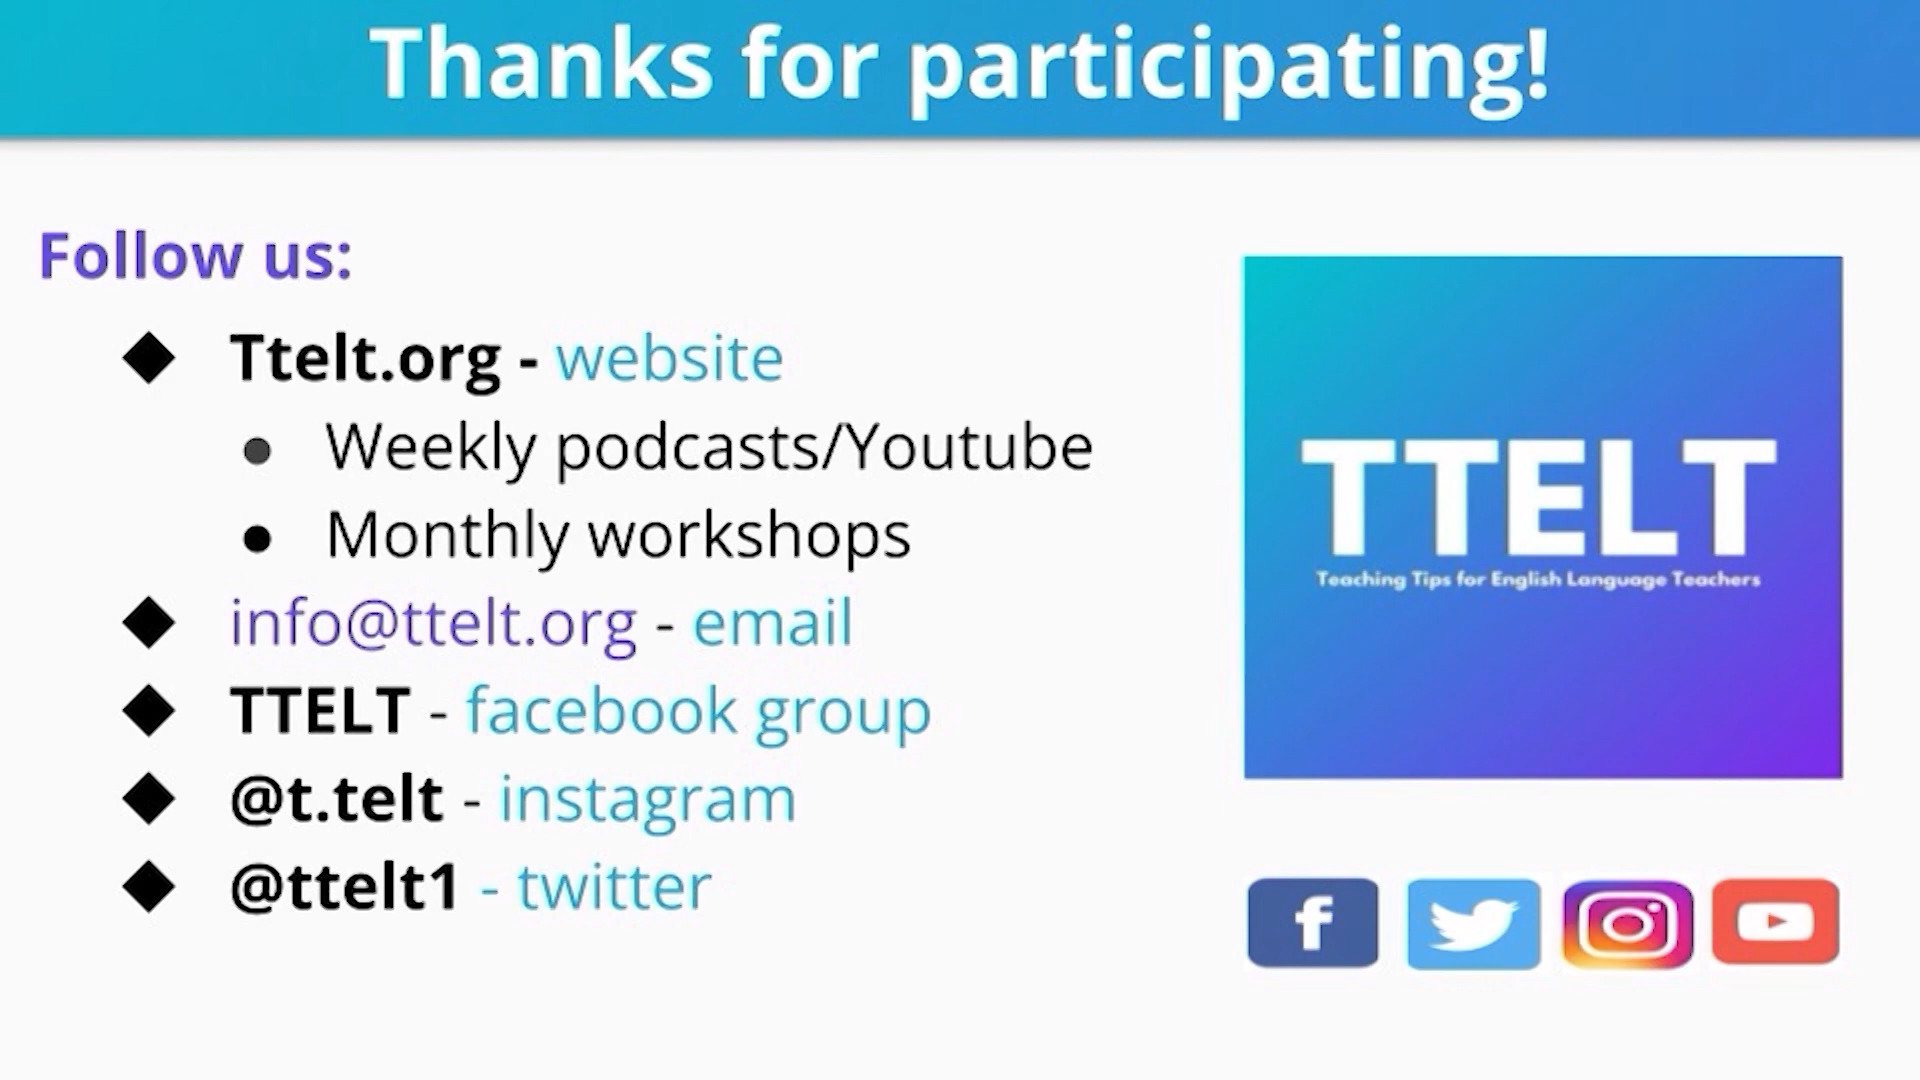 Thanks for participating!
Follow us:
Ttelt.org - website
Weekly podcasts/Youtube
Monthly workshops
info@ttelt.org - email
TTELT - facebook group
@t.telt - instagram
@ttelt1 - twitter
TTELT
Teaching Tips for English Language Teachers
f